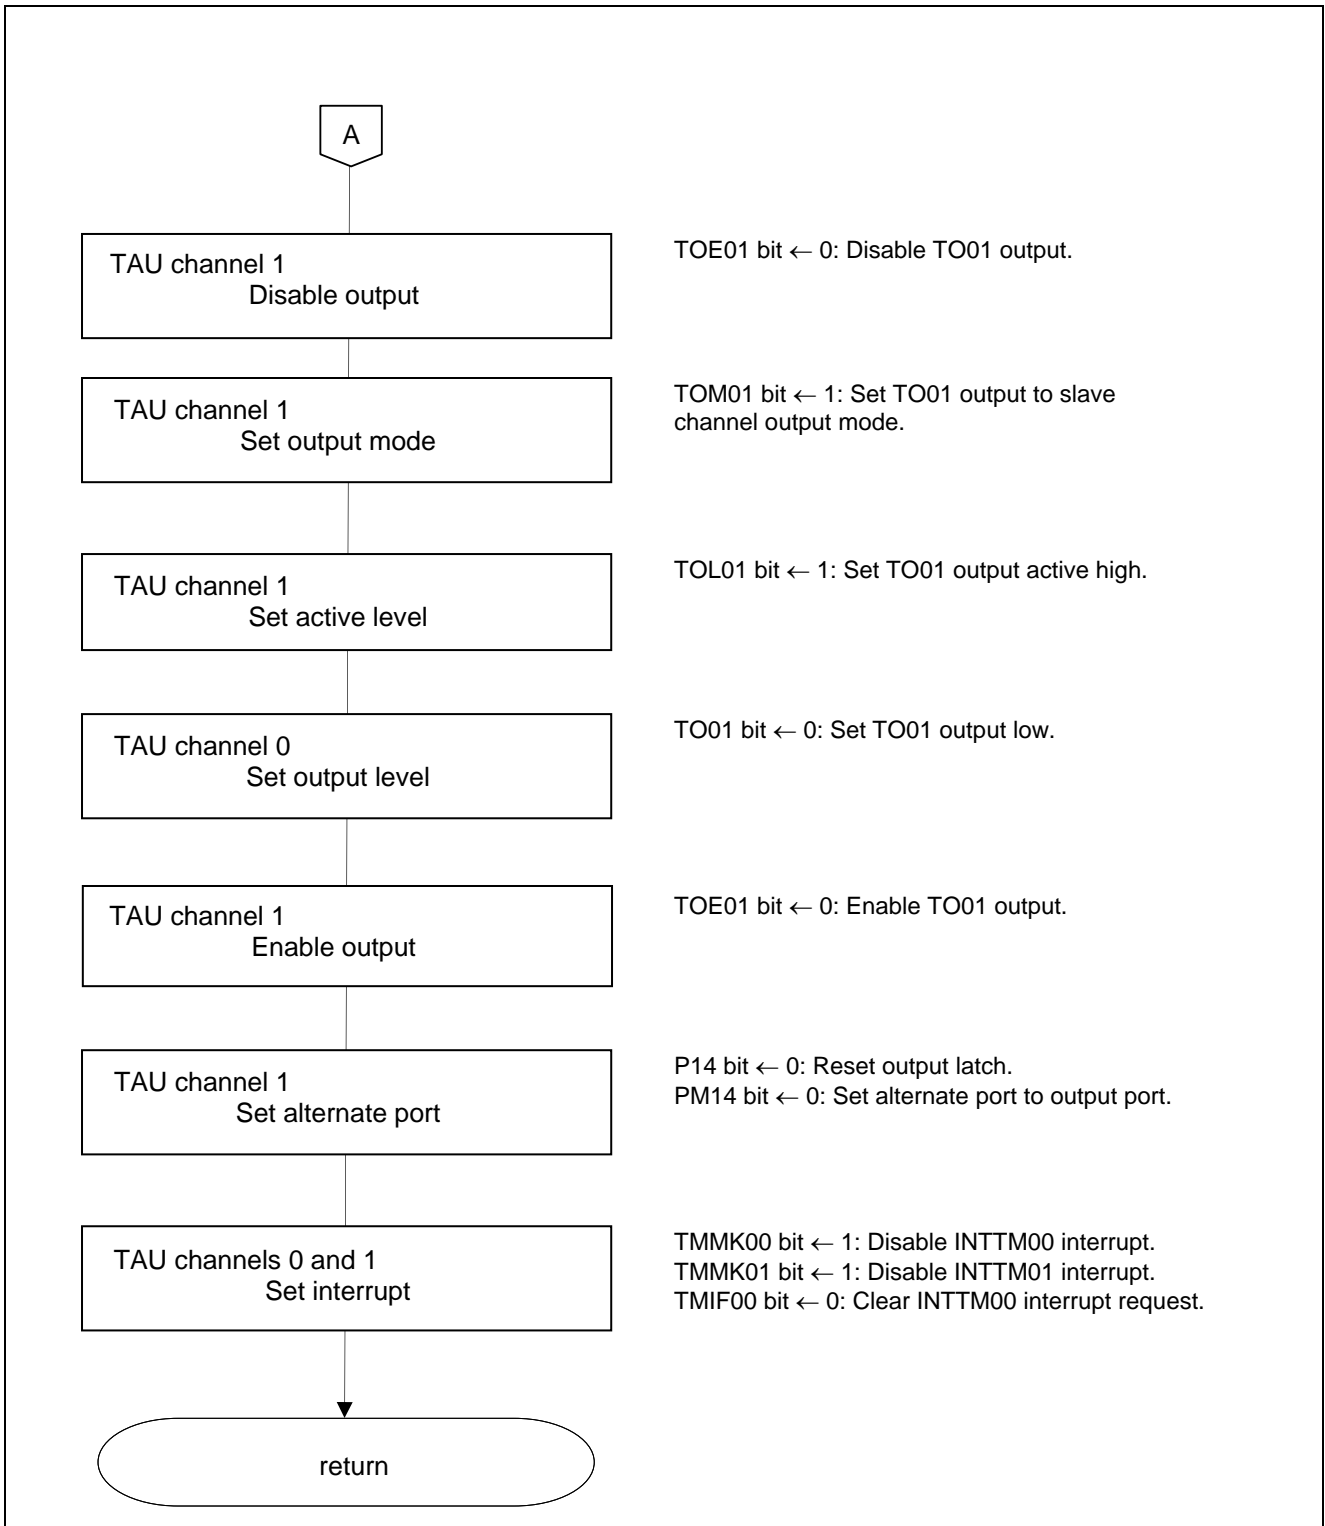 A
TAU channel 1
Disable output
TOE01 bit ← 0: Disable TO01 output.
TAU channel 1
Set output mode
TOM01 bit ← 1: Set TO01 output to slave
channel output mode.
TAU channel 1
Set active level
TOL01 bit ← 1: Set TO01 output active high.
TAU channel 0
Set output level
TO01 bit ← 0: Set TO01 output low.
TAU channel 1
Enable output
TOE01 bit ← 0: Enable TO01 output.
TAU channel 1
Set alternate port
P14 bit ← 0: Reset output latch.
PM14 bit ← 0: Set alternate port to output port.
TAU channels 0 and 1
Set interrupt
TMMK00 bit ← 1: Disable INTTM00 interrupt.
TMMK01 bit ← 1: Disable INTTM01 interrupt.
TMIF00 bit ← 0: Clear INTTM00 interrupt request.
return